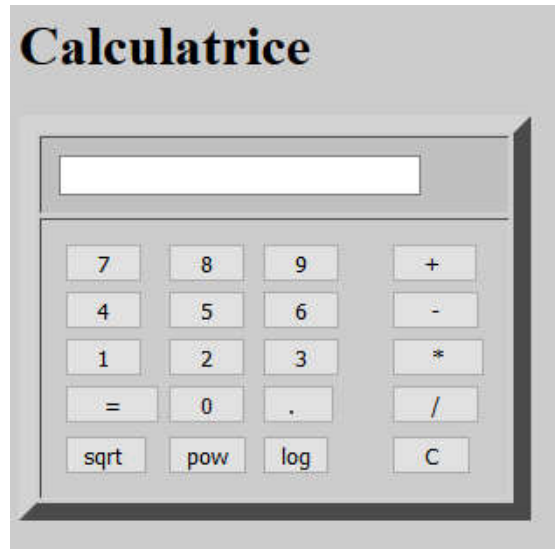 Calculatrice
7 8 9 +
4 5 6 -
1 2 3 *
= 0 . /
sqrt pow log C